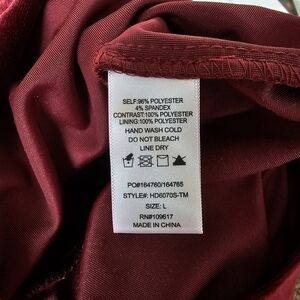 SELF:96% POLYESTER
4% SPANDEX
CONTRAST:100% POLYESTER
LINING:100% POLYESTER
HAND WASH COLD
DO NOT BLEACH
LINE DRY
PO#164760/164765
STYLE#: HD6070S-TM
SIZE: L
RN#109617
MADE IN CHINA